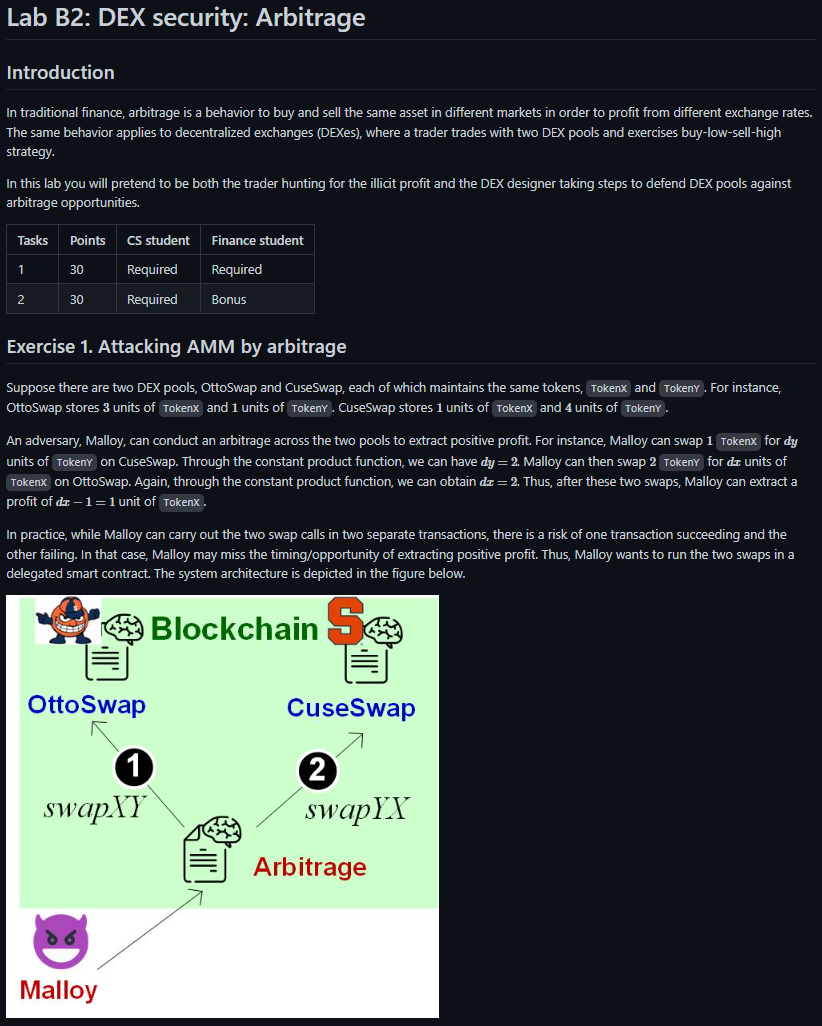 Lab B2: DEX security: Arbitrage
Introduction
In traditional finance, arbitrage is a behavior to buy and sell the same asset in different markets in order to profit from different exchange rates.
The same behavior applies to decentralized exchanges (DEXes), where a trader trades with two DEX pools and exercises buy-low-sell-high
strategy.
In this lab you will pretend to be both the trader hunting for the illicit profit and the DEX designer taking steps to defend DEX pools against
arbitrage opportunities.
Tasks Points CS student Finance student
1 30 Required Required
2 30 Required Bonus
Exercise 1. Attacking AMM by arbitrage
Suppose there are two DEX pools, OttoSwap and CuseSwap, each of which maintains the same tokens, TokenX and TokenY . For instance,
OttoSwap stores 3 units of TokenX and 1 units of TokenY . CuseSwap stores 1 units of TokenX and 4 units of TokenY .
An adversary, Malloy, can conduct an arbitrage across the two pools to extract positive profit. For instance, Malloy can swap 1 TokenX for dy
units of TokenY on CuseSwap. Through the constant product function, we can have dy = 2. Malloy can then swap 2 TokenY for dx units of
TokenX on OttoSwap. Again, through the constant product function, we can obtain dx = 2. Thus, after these two swaps, Malloy can extract a
profit of dx − 1 = 1 unit of TokenX .
In practice, while Malloy can carry out the two swap calls in two separate transactions, there is a risk of one transaction succeeding and the
other failing. In that case, Malloy may miss the timing/opportunity of extracting positive profit. Thus, Malloy wants to run the two swaps in a
delegated smart contract. The system architecture is depicted in the figure below.
Blockchain S
OttoSwap CuseSwap
1 2
swapXY swapYX
Arbitrage
Malloy